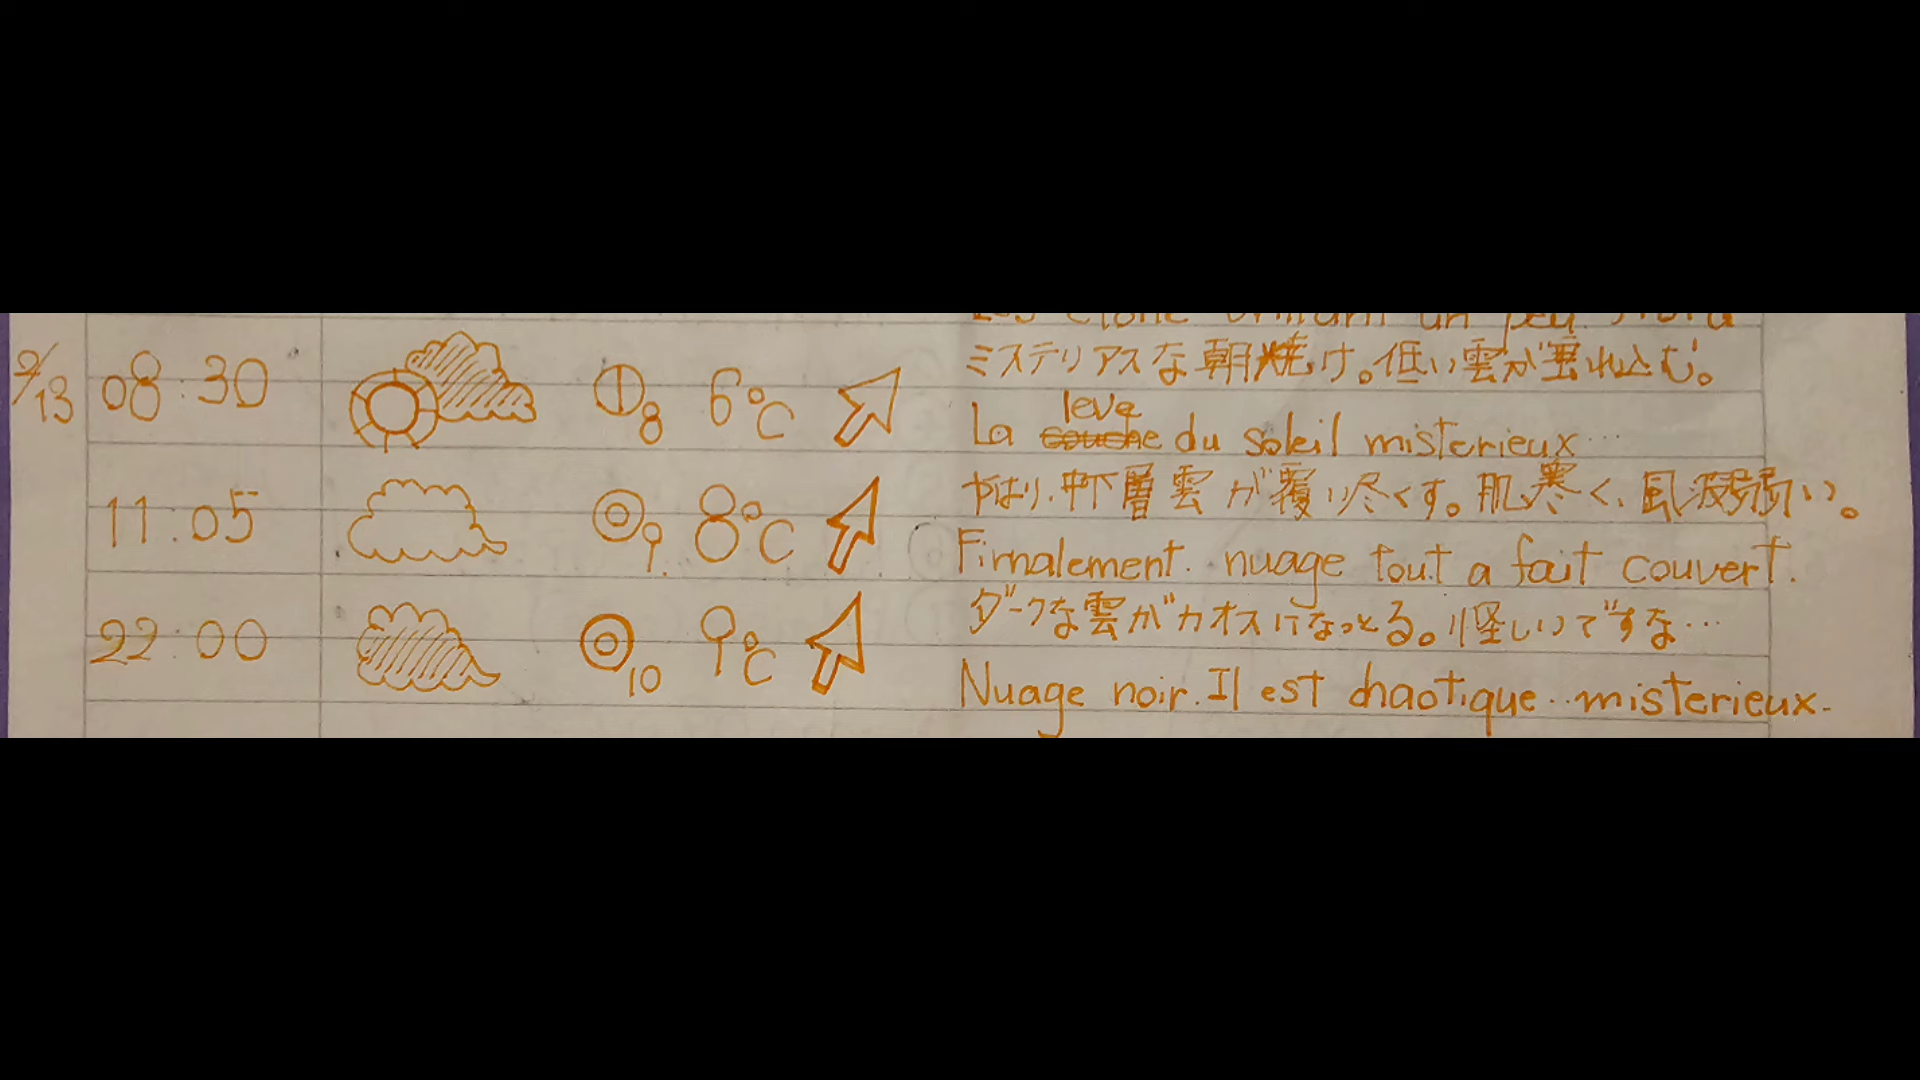 un peu
ミステリアスな朝焼け。低い雲が垂れ込む。
La leve du soleil misterieux...
9/13 08:30 8 6°C
やはり、中下層雲が覆い尽くす。肌寒く、風は弱い。
11:05 9 8°C
Finnalement. nuage tout a fait couvert.
ダークな雲がカオスになっとる。怪しいですな...
22:00 10 9°C
Nuage noir. Il est chaotique.. misterieux.